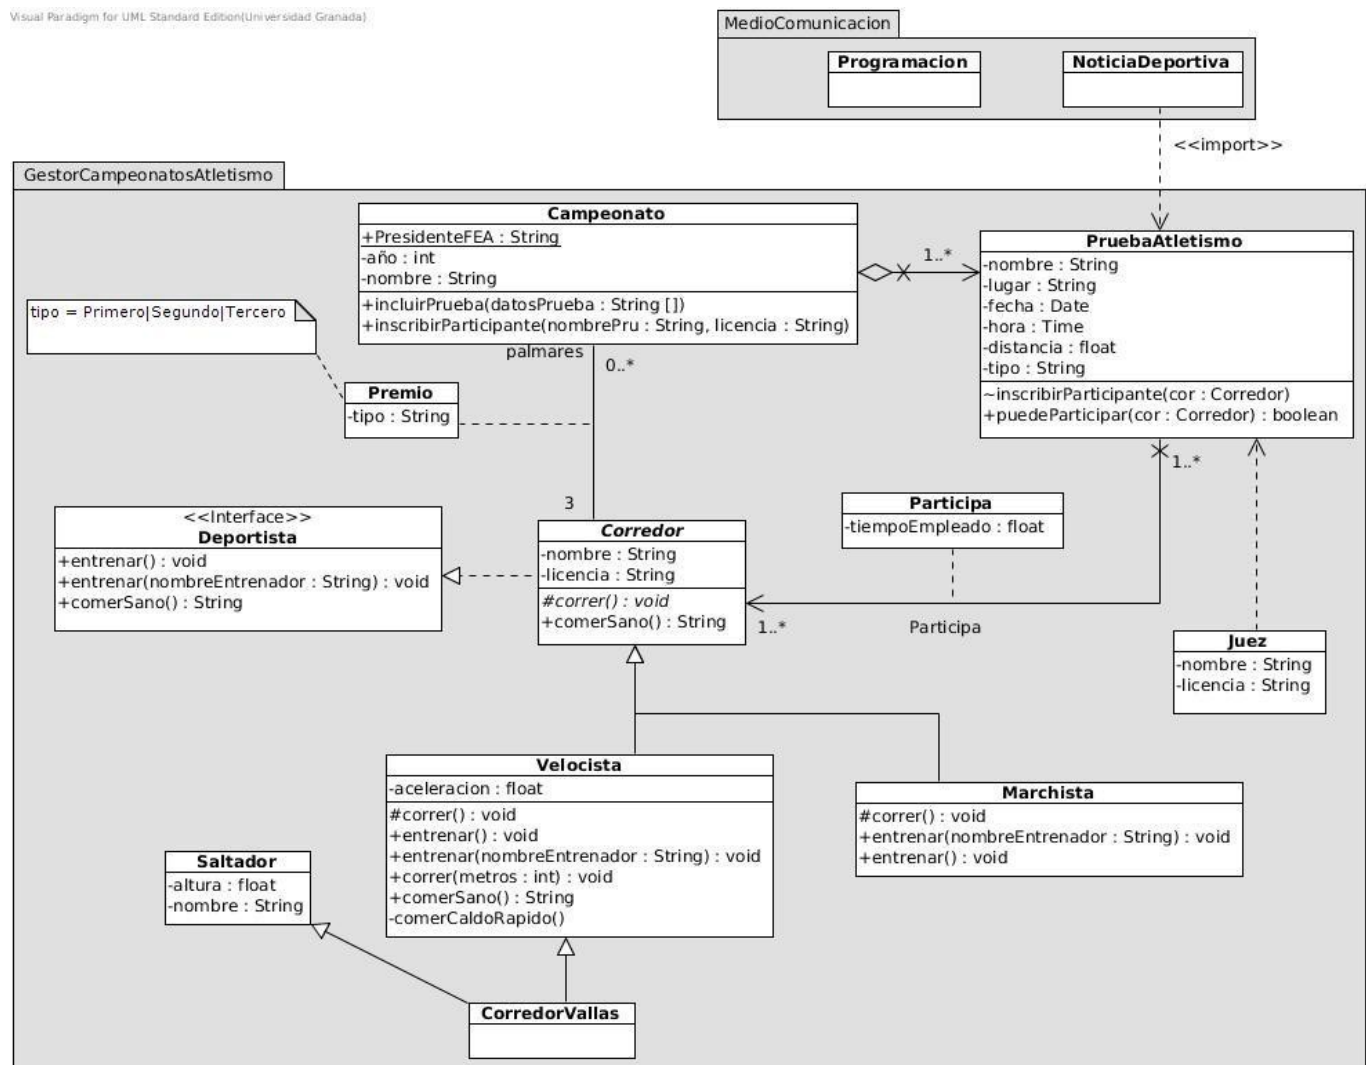 Visual Paradigm for UML Standard Edition(Universidad Granada)
MedioComunicacion
Programacion
NoticiaDeportiva
<<import>>
GestorCampeonatosAtletismo
Campeonato
+PresidenteFEA : String
-año : int
-nombre : String
+incluirPrueba(datosPrueba : String [])
+inscribirParticipante(nombrePru : String, licencia : String)
1..*
PruebaAtletismo
-nombre : String
-lugar : String
-fecha : Date
-hora : Time
-distancia : float
-tipo : String
~inscribirParticipante(cor : Corredor)
+puedeParticipar(cor : Corredor) : boolean
tipo = Primero|Segundo|Tercero
palmares
0..*
Premio
-tipo : String
1..*
3
Participa
-tiempoEmpleado : float
<<Interface>>
Deportista
+entrenar() : void
+entrenar(nombreEntrenador : String) : void
+comerSano() : String
Corredor
-nombre : String
-licencia : String
#correr() : void
+comerSano() : String
1..*
Participa
Juez
-nombre : String
-licencia : String
Velocista
-aceleracion : float
#correr() : void
+entrenar() : void
+entrenar(nombreEntrenador : String) : void
+correr(metros : int) : void
+comerSano() : String
-comerCaldoRapido()
Marchista
#correr() : void
+entrenar(nombreEntrenador : String) : void
+entrenar() : void
Saltador
-altura : float
-nombre : String
CorredorVallas